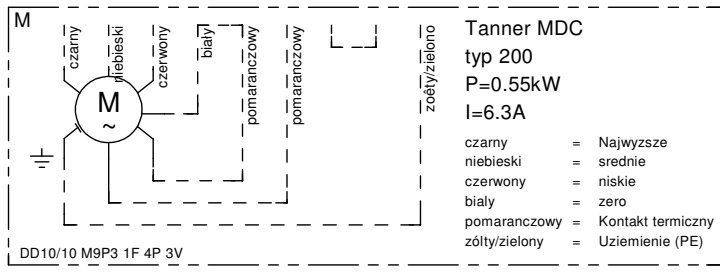 M
czarny
niebieski
czerwony
biały
pomaranczowy
pomaranczowy
zoéty/zielono
M
~
DD10/10 M9P3 1F 4P 3V
Tanner MDC
typ 200
P=0.55kW
I=6.3A
czarny = Najwyzsze
niebieski = srednie
czerwony = niskie
bialy = zero
pomaranczowy = Kontakt termiczny
zólty/zielony = Uziemienie (PE)